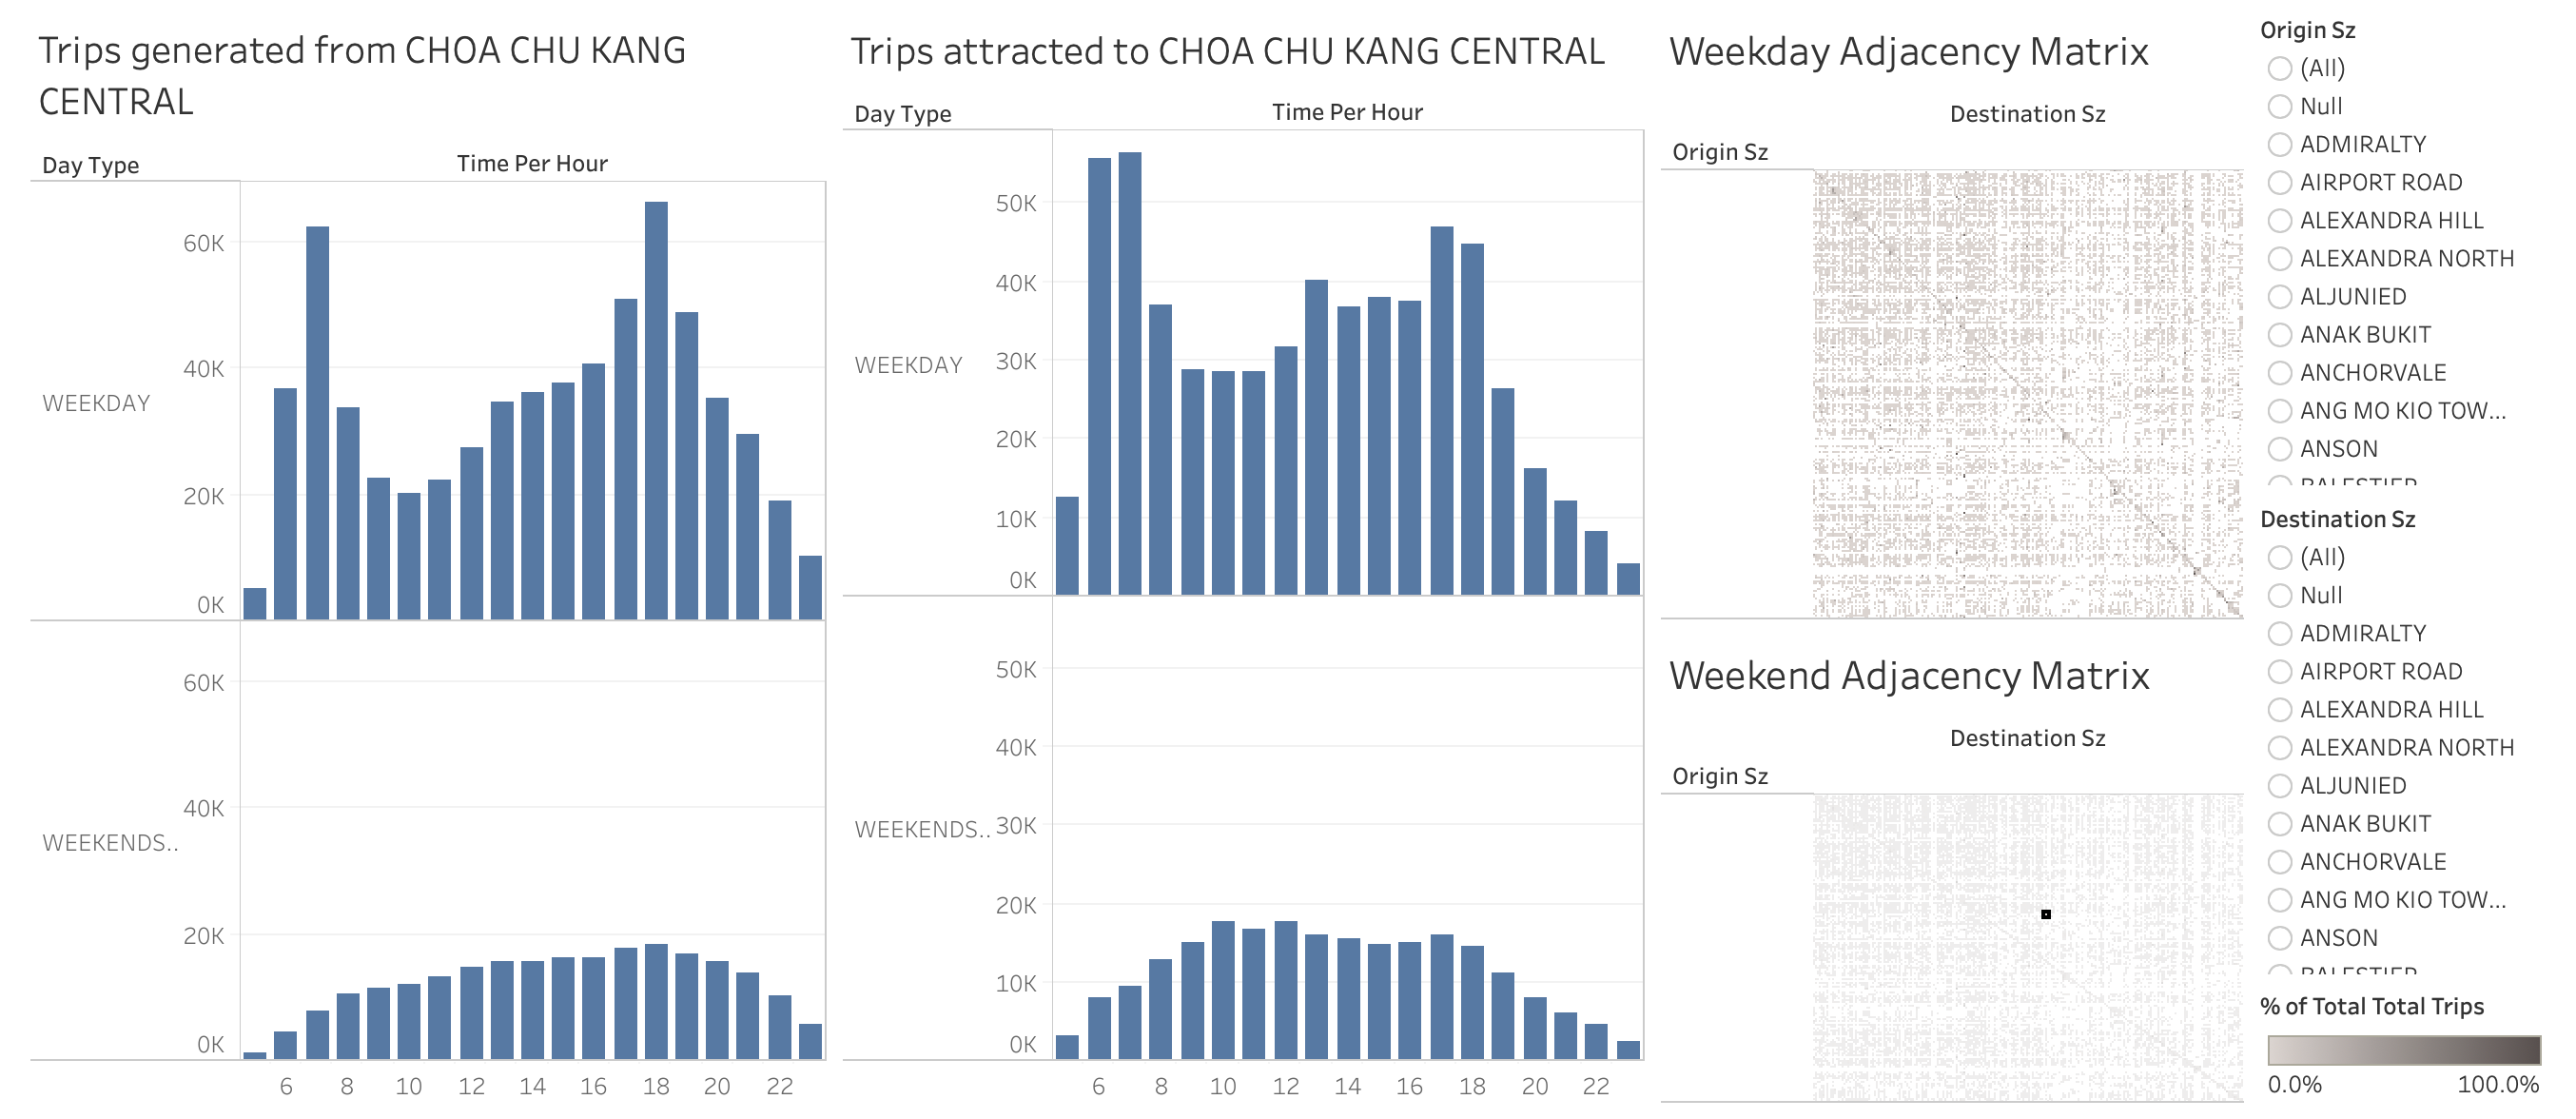 Trips generated from CHOA CHU KANG
CENTRAL
Day Type
Time Per Hour
60K
40K
WEEKDAY
20K
0K
60K
40K
WEEKENDS..
20K
0K
6 8 10 12 14 16 18 20 22
Trips attracted to CHOA CHU KANG CENTRAL
Day Type
Time Per Hour
50K
40K
WEEKDAY
30K
20K
10K
0K
50K
40K
WEEKENDS..
30K
20K
10K
0K
6 8 10 12 14 16 18 20 22
Weekday Adjacency Matrix
Destination Sz
Origin Sz
Weekend Adjacency Matrix
Destination Sz
Origin Sz
Origin Sz
(All)
Null
ADMIRALTY
AIRPORT ROAD
ALEXANDRA HILL
ALEXANDRA NORTH
ALJUNIED
ANAK BUKIT
ANCHORVALE
ANG MO KIO TOW...
ANSON
BALESTIER
Destination Sz
(All)
Null
ADMIRALTY
AIRPORT ROAD
ALEXANDRA HILL
ALEXANDRA NORTH
ALJUNIED
ANAK BUKIT
ANCHORVALE
ANG MO KIO TOW...
ANSON
BALESTIER
% of Total Total Trips
0.0% 100.0%